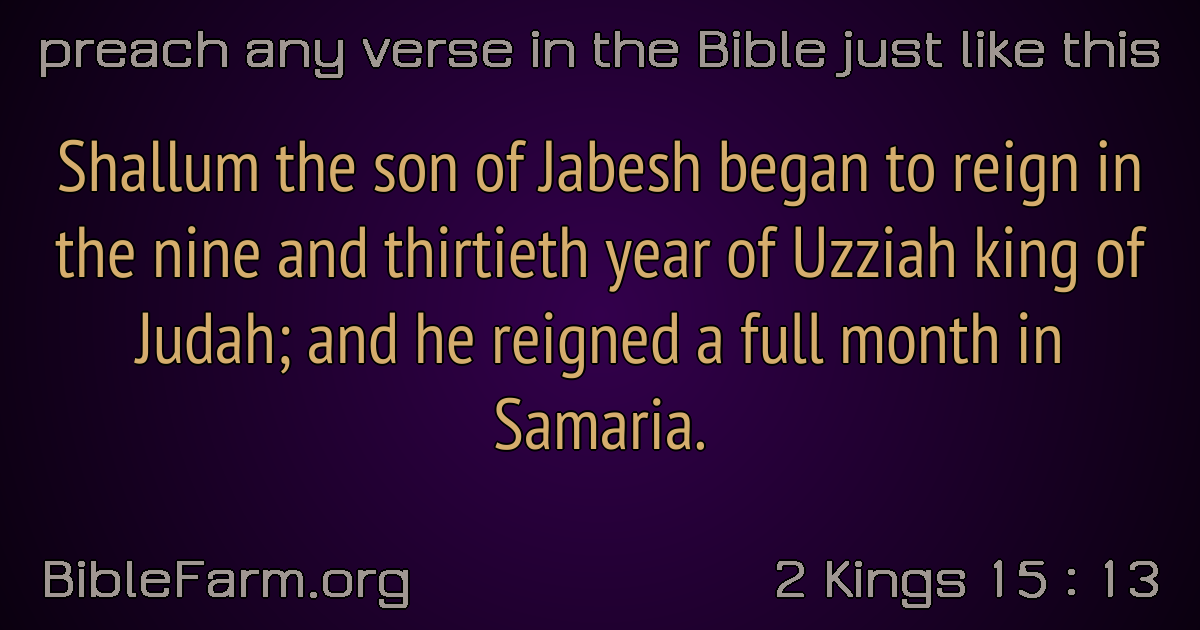 preach any verse in the Bible just like this
Shallum the son of Jabesh began to reign in
the nine and thirtieth year of Uzziah king of
Judah; and he reigned a full month in
Samaria.
BibleFarm.org
2 Kings 15 : 13